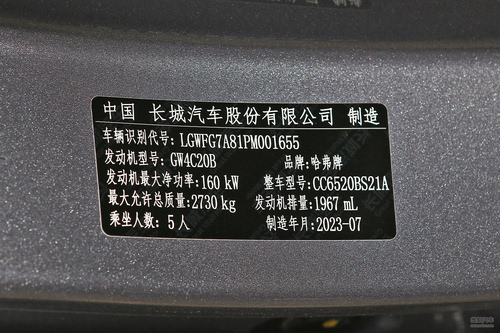 中国 长城汽车股份有限公司 制造
车辆识别代号: LGWFG7A81PM001655
发动机型号: GW4C20B 品牌: 哈弗牌
发动机最大净功率: 160 kW 整车型号: CC6520BS21A
最大允许总质量: 2730 kg 发动机排量: 1967 mL
乘坐人数: 5人 制造年月: 2023-07